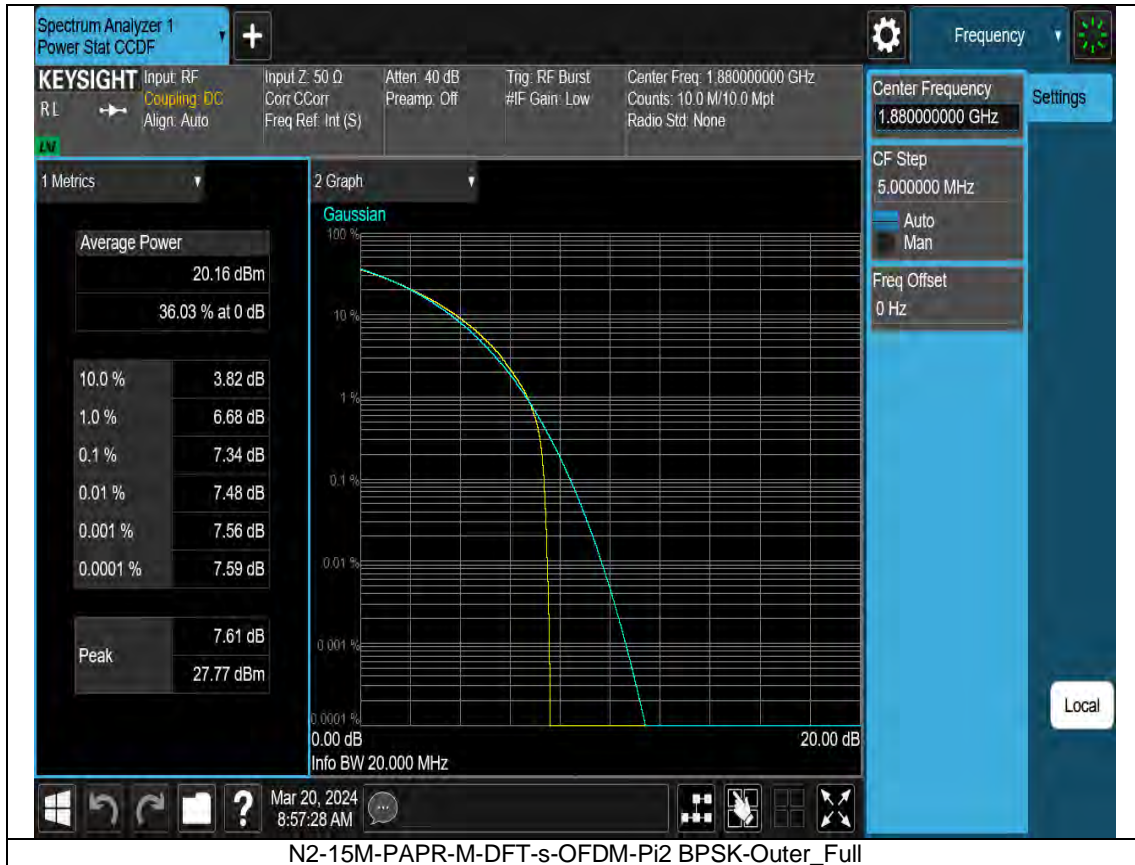 Spectrum Analyzer 1
Power Stat CCDF
+
Frequency
KEYSIGHT
Input: RF
Coupling: DC
Align: Auto
Input Z: 50 Ω
Corr CCorr
Freq Ref: Int (S)
Atten: 40 dB
Preamp: Off
Trig: RF Burst
#IF Gain: Low
Center Freq: 1.880000000 GHz
Counts: 10.0 M/10.0 Mpt
Radio Std: None
R L
LNI
Center Frequency
1.880000000 GHz
Settings
CF Step
5.000000 MHz
Auto
Man
Freq Offset
0 Hz
1 Metrics
Average Power
20.16 dBm
36.03 % at 0 dB
10.0 % 3.82 dB
1.0 % 6.68 dB
0.1 % 7.34 dB
0.01 % 7.48 dB
0.001 % 7.56 dB
0.0001 % 7.59 dB
Peak
7.61 dB
27.77 dBm
2 Graph
Gaussian
100 %
10 %
1 %
0.1 %
0.01 %
0.001 %
0.0001 %
0.00 dB 20.00 dB
Info BW 20.000 MHz
Local
?
Mar 20, 2024
8:57:28 AM
N2-15M-PAPR-M-DFT-s-OFDM-Pi2 BPSK-Outer_Full